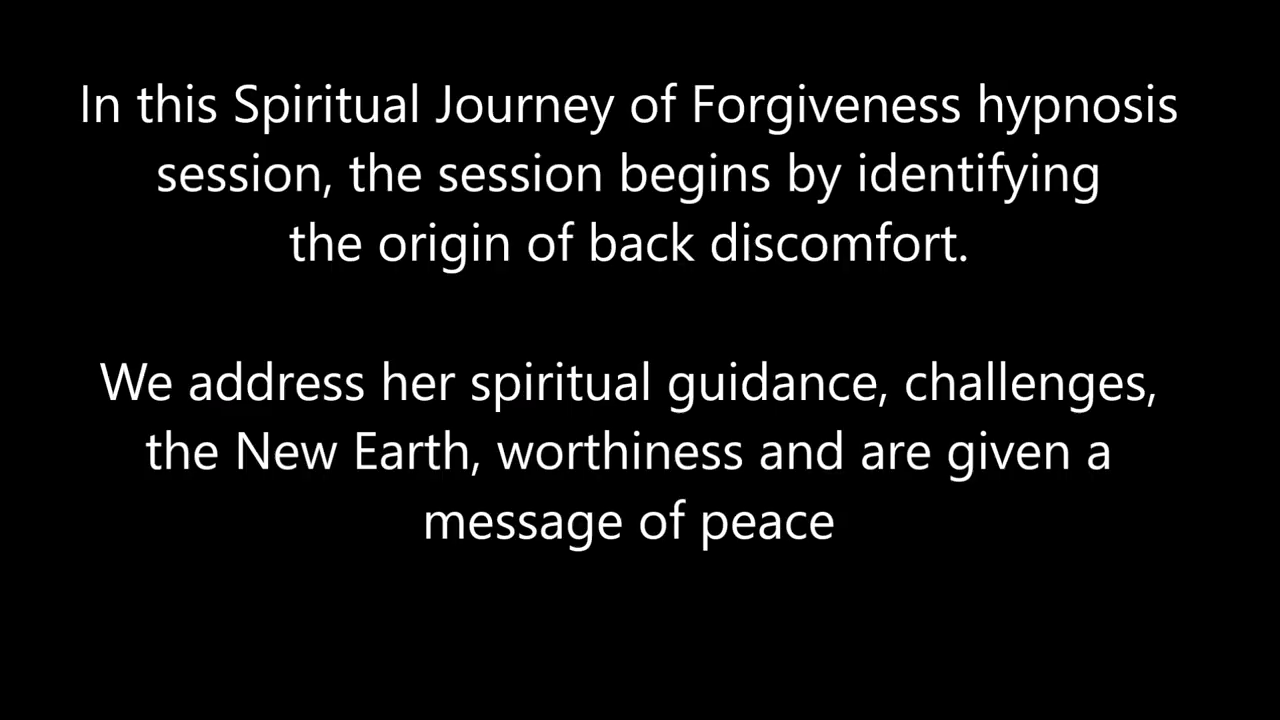 In this Spiritual Journey of Forgiveness hypnosis
session, the session begins by identifying
the origin of back discomfort.
We address her spiritual guidance, challenges,
the New Earth, worthiness and are given a
message of peace